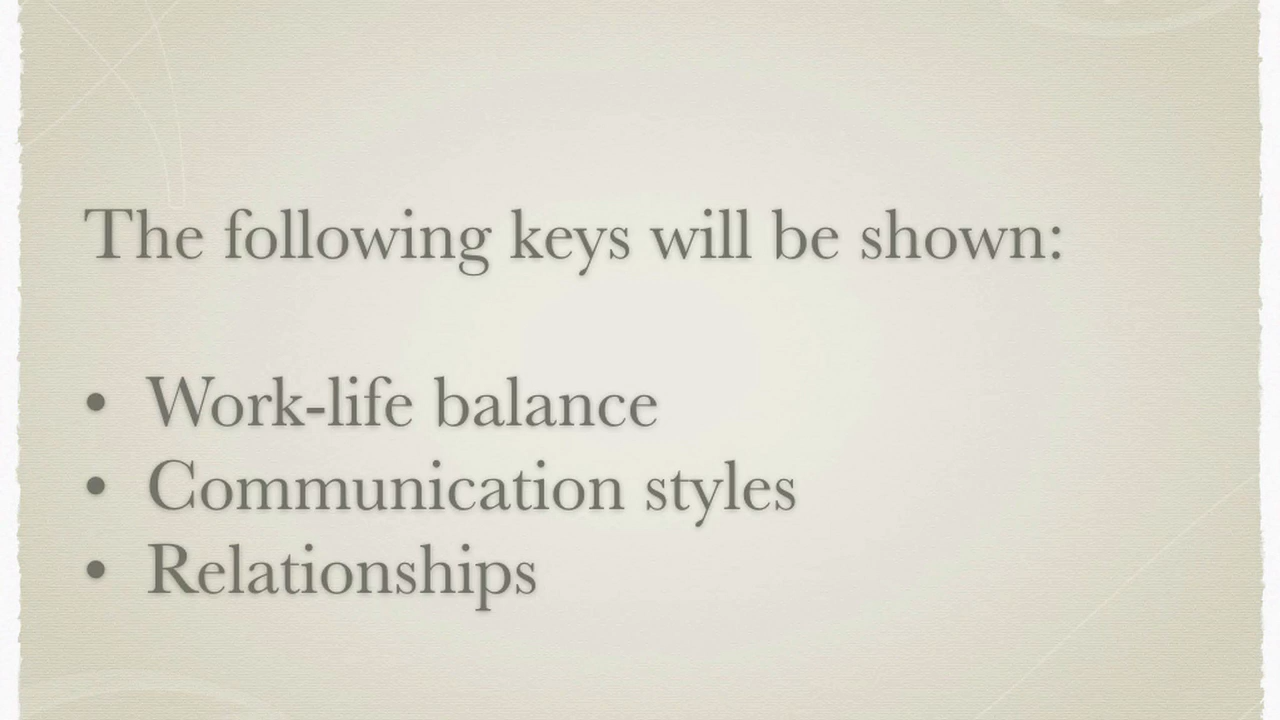 The following keys will be shown:
• Work-life balance
• Communication styles
• Relationships